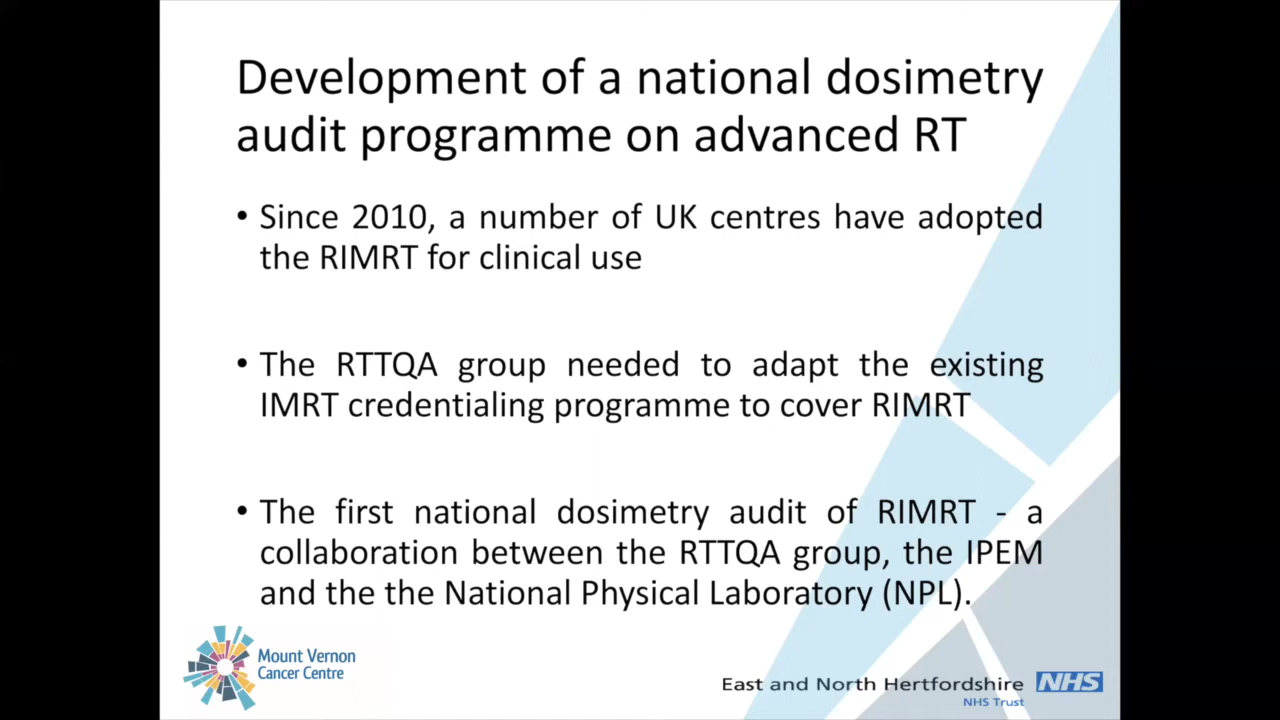 Development of a national dosimetry
audit programme on advanced RT
• Since 2010, a number of UK centres have adopted
the RIMRT for clinical use
• The RTTQA group needed to adapt the existing
IMRT credentialing programme to cover RIMRT
• The first national dosimetry audit of RIMRT - a
collaboration between the RTTQA group, the IPEM
and the the National Physical Laboratory (NPL).
Mount Vernon
Cancer Centre
East and North Hertfordshire NHS
NHS Trust